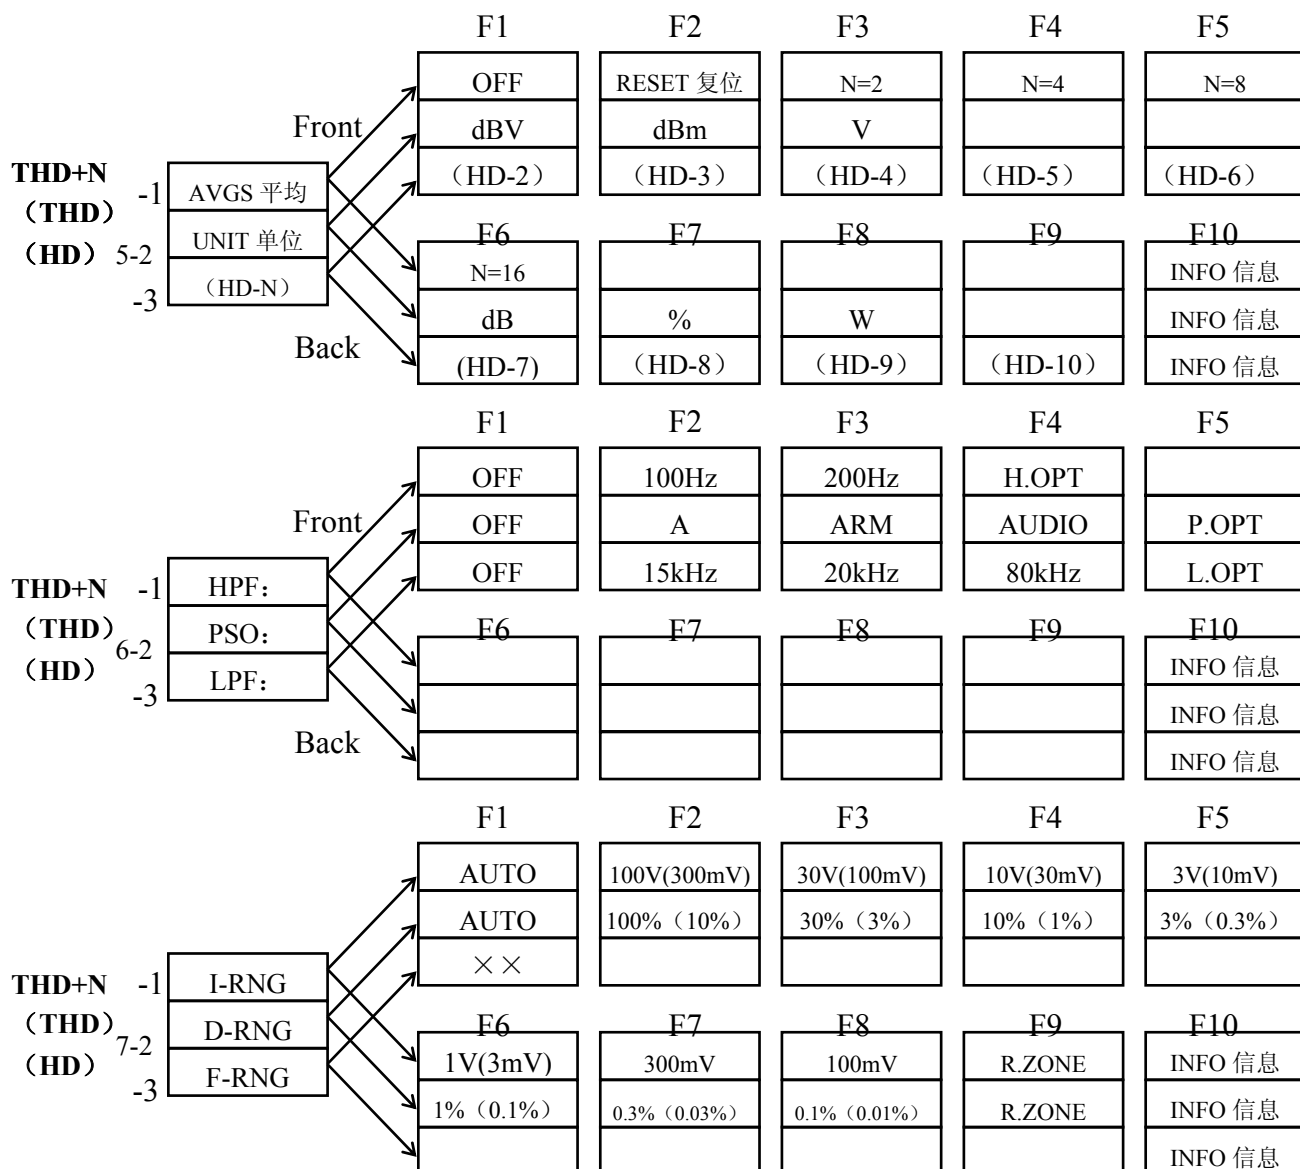 F1 F2 F3 F4 F5
OFF RESET 复位 N=2 N=4 N=8
Front dBV dBm V
(HD-2) (HD-3) (HD-4) (HD-5) (HD-6)
THD+N
(THD)
(HD)
-1 AVGS 平均
5-2 UNIT 单位
-3 (HD-N)
F6 F7 F8 F9 F10
N=16 INFO 信息
dB % W INFO 信息
Back (HD-7) (HD-8) (HD-9) (HD-10) INFO 信息
F1 F2 F3 F4 F5
OFF 100Hz 200Hz H.OPT
Front OFF A ARM AUDIO P.OPT
OFF 15kHz 20kHz 80kHz L.OPT
THD+N
(THD)
(HD)
-1 HPF:
6-2 PSO:
-3 LPF:
F6 F7 F8 F9 F10
INFO 信息
INFO 信息
Back INFO 信息
F1 F2 F3 F4 F5
AUTO 100V(300mV) 30V(100mV) 10V(30mV) 3V(10mV)
AUTO 100%(10%) 30%(3%) 10%(1%) 3%(0.3%)
××
THD+N
(THD)
(HD)
-1 I-RNG
7-2 D-RNG
-3 F-RNG
F6 F7 F8 F9 F10
1V(3mV) 300mV 100mV R.ZONE INFO 信息
1%(0.1%) 0.3%(0.03%) 0.1%(0.01%) R.ZONE INFO 信息
INFO 信息